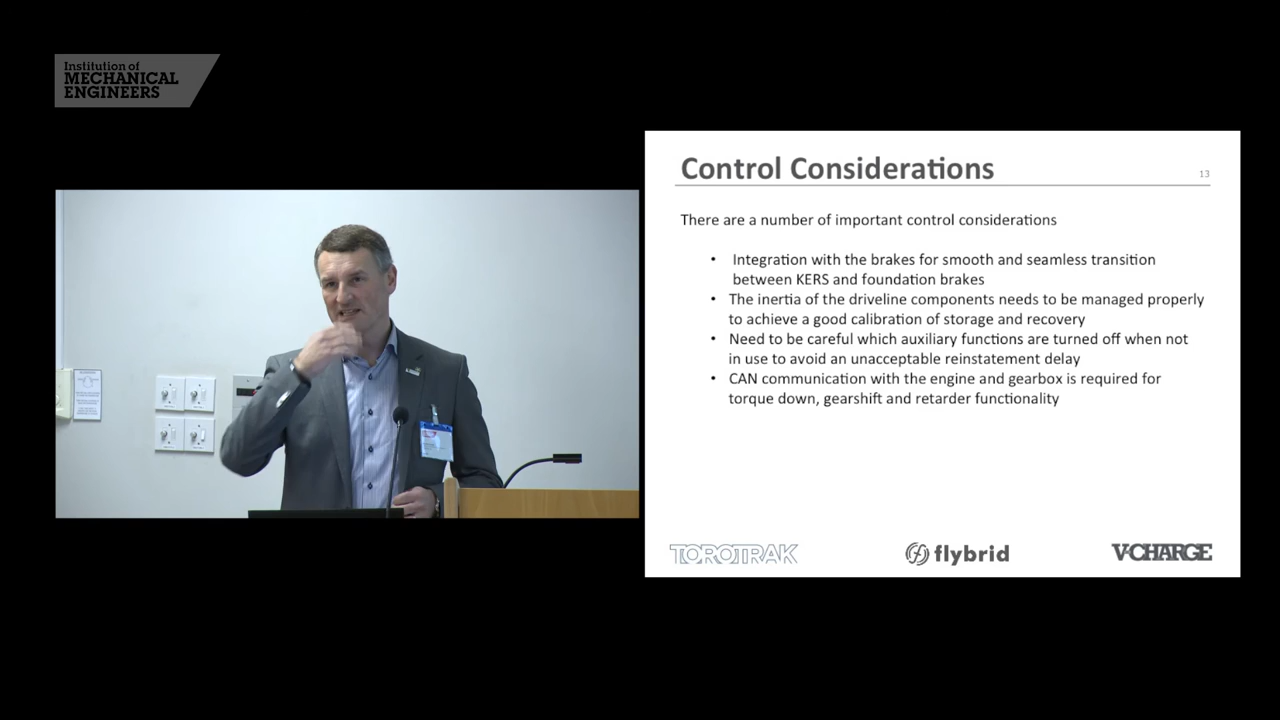 Institution of
MECHANICAL
ENGINEERS
Control Considerations
13
There are a number of important control considerations
• Integration with the brakes for smooth and seamless transition
between KERS and foundation brakes
• The inertia of the driveline components needs to be managed properly
to achieve a good calibration of storage and recovery
• Need to be careful which auxiliary functions are turned off when not
in use to avoid an unacceptable reinstatement delay
• CAN communication with the engine and gearbox is required for
torque down, gearshift and retarder functionality
TOROTRAK
flybrid
V-CHARGE